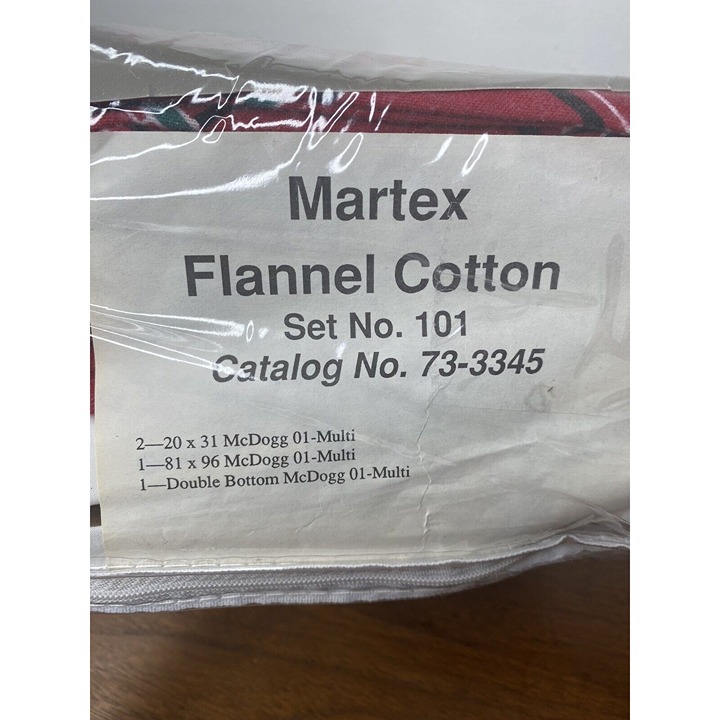 Martex
Flannel Cotton
Set No. 101
Catalog No. 73-3345
2—20 x 31 McDogg 01-Multi
1—81 x 96 McDogg 01-Multi
1—Double Bottom McDogg 01-Multi